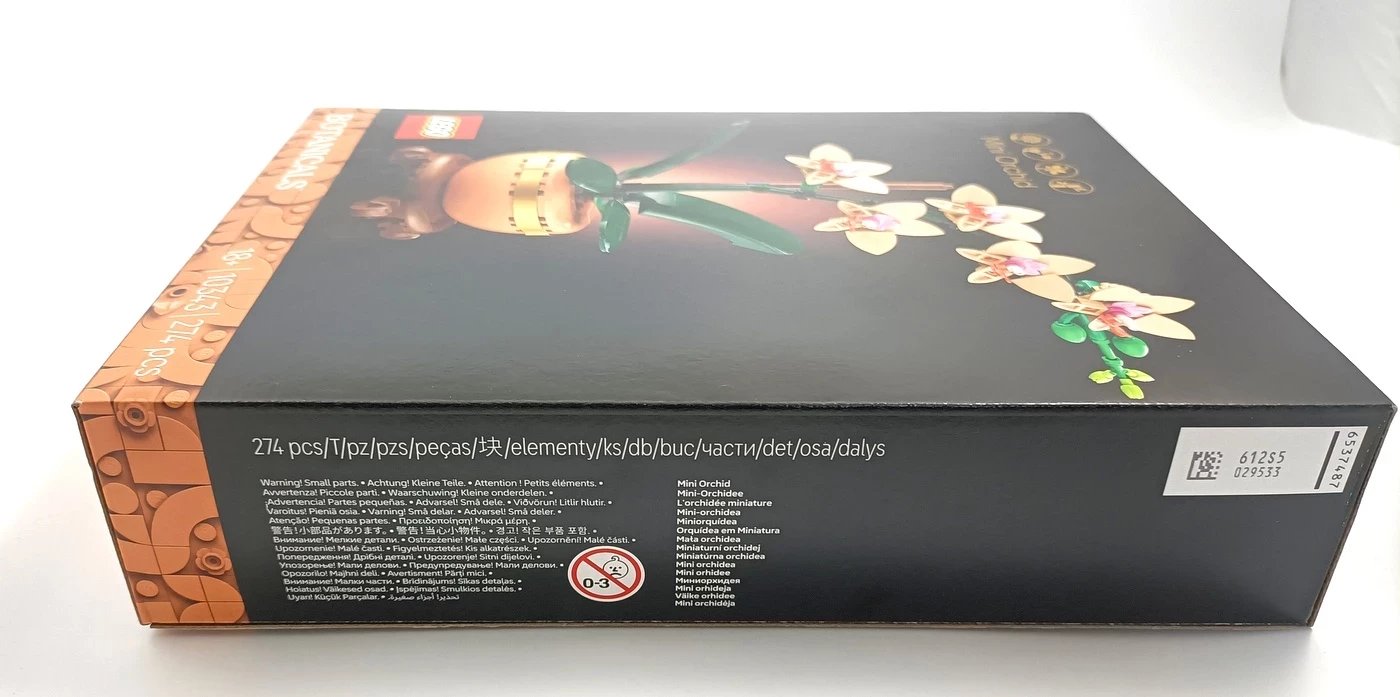 BOTANICALS
18+ | 10343 | 274 pcs
LEGO
Mini Orchid
274 pcs/T/pz/pzs/peças/块/elementy/ks/db/buc/части/det/osa/dalys
Warning! Small parts. • Achtung! Kleine Teile. • Attention ! Petits éléments. •
Avvertenza! Piccole parti. • Waarschuwing! Kleine onderdelen. •
¡Advertencia! Partes pequeñas. • Advarsel! Små dele. • Viðvörun! Litlir hlutir. •
Varoitus! Pieniä osia. • Varning! Små delar. • Advarsel! Små deler. •
Atenção! Pequenas partes. • Προειδοποίηση! Μικρά μέρη. •
警告!小部品があります。• 警告!当心小物件。• 경고! 작은 부품 포함. •
Внимание! Мелкие детали. • Ostrzeżenie! Małe części. • Upozornění! Malé části. •
Upozornenie! Malé časti. • Figyelmeztetés! Kis alkatrészek. •
Попередження! Дрібні деталі. • Upozorenje! Sitni dijelovi. •
Упозорење! Мали делови. • Предупредување! Мали делови. •
Opozorilo! Majhni deli. • Avertisment! Părți mici. •
Внимание! Малки части. • Brīdinājums! Sīkas detaļas. •
Hoiatus! Väikesed osad. • Įspėjimas! Smulkios detalės. •
Uyarı! Küçük Parçalar. • تحذير! أجزاء صغيرة.
0-3
Mini Orchid
Mini-Orchidee
L'orchidée miniature
Mini-orchidea
Miniorquídea
Orquídea em Miniatura
Mała orchidea
Miniaturní orchidej
Miniatúrna orchidea
Mini orchidea
Mini orhidee
Миниорхидея
Mini orhideja
Väike orhidee
Mini orchidėja
612S5
029533
6537487